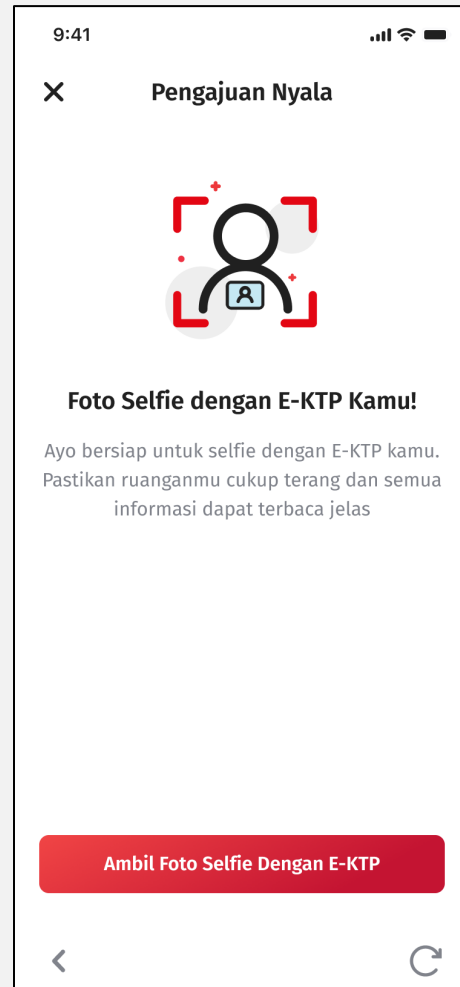 9:41
Pengajuan Nyala
Foto Selfie dengan E-KTP Kamu!
Ayo bersiap untuk selfie dengan E-KTP kamu.
Pastikan ruanganmu cukup terang dan semua
informasi dapat terbaca jelas
Ambil Foto Selfie Dengan E-KTP